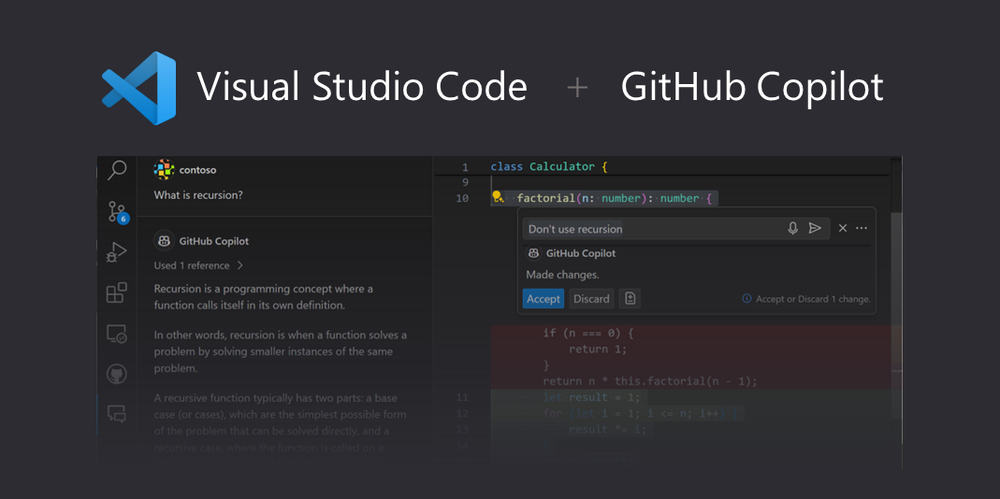 Visual Studio Code + GitHub Copilot
contoso
What is recursion?
GitHub Copilot
Used 1 reference >
Recursion is a programming concept where a
function calls itself in its own definition.
In other words, recursion is when a function solves a
problem by solving smaller instances of the same
problem.
A recursive function typically has two parts: a base
case (or cases), which are the simplest possible form
of the problem that can be solved directly, and a
recursive case, where the function is called on a
6
1 class Calculator {
9
10 factorial(n: number): number {
Don't use recursion
GitHub Copilot
Made changes.
Accept Discard
Accept or Discard 1 change.
if (n === 0) {
return 1;
}
return n * this.factorial(n - 1);
11 let result = 1;
12 for (let i = 1; i <= n; i++) {
13 result *= i;
14 }